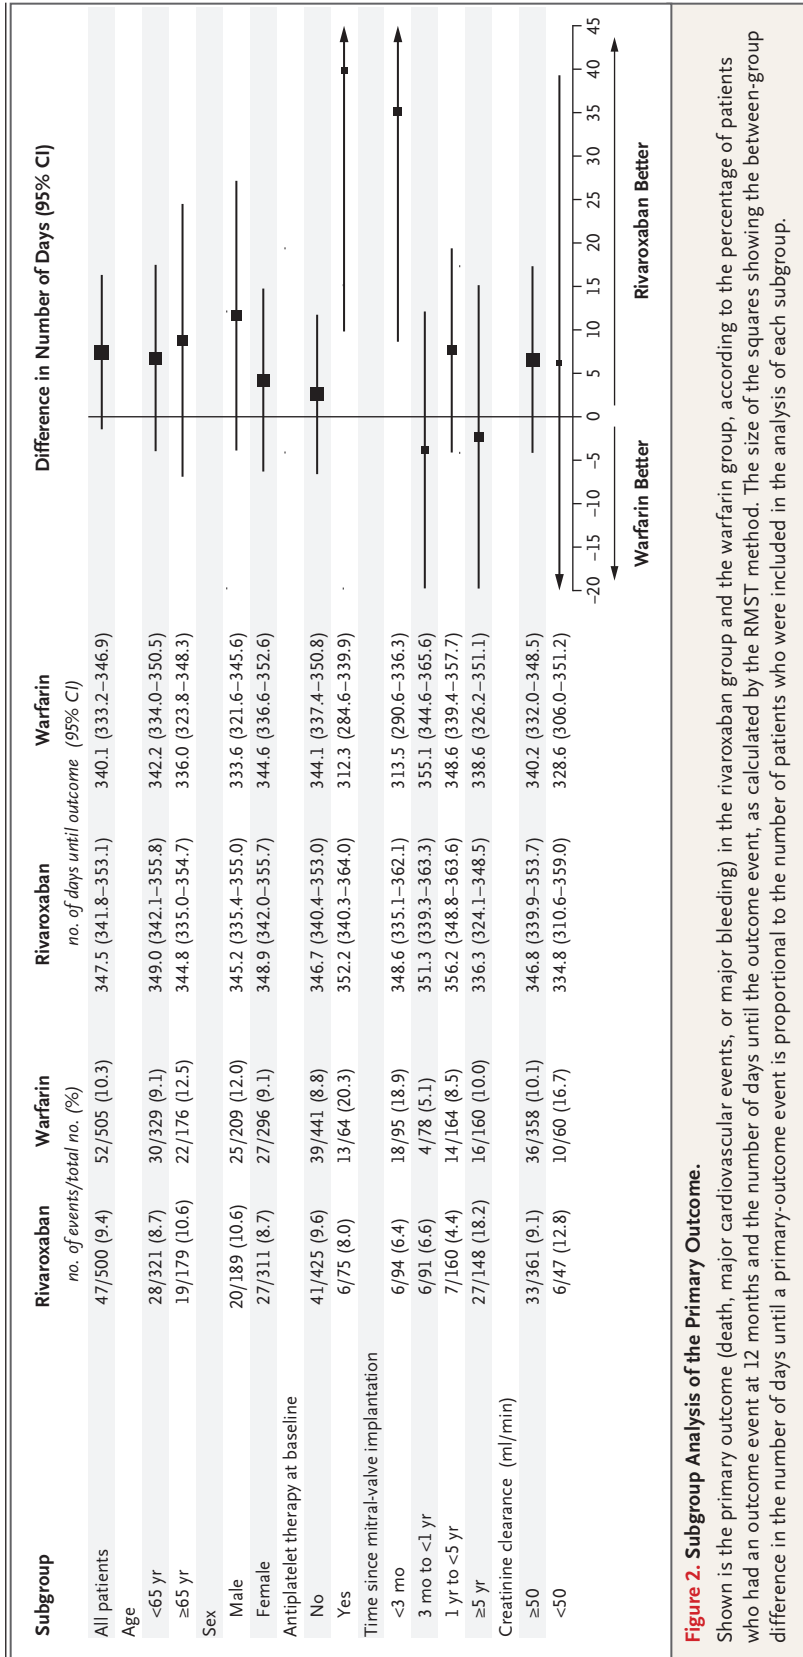 Subgroup Rivaroxaban Warfarin Rivaroxaban Warfarin Difference in Number of Days (95% CI)
no. of events/total no. (%) no. of days until outcome (95% CI)
All patients 47/500 (9.4) 52/505 (10.3) 347.5 (341.8–353.1) 340.1 (333.2–346.9)
Age
<65 yr 28/321 (8.7) 30/329 (9.1) 349.0 (342.1–355.8) 342.2 (334.0–350.5)
≥65 yr 19/179 (10.6) 22/176 (12.5) 344.8 (335.0–354.7) 336.0 (323.8–348.3)
Sex
Male 20/189 (10.6) 25/209 (12.0) 345.2 (335.4–355.0) 333.6 (321.6–345.6)
Female 27/311 (8.7) 27/296 (9.1) 348.9 (342.0–355.7) 344.6 (336.6–352.6)
Antiplatelet therapy at baseline
No 41/425 (9.6) 39/441 (8.8) 346.7 (340.4–353.0) 344.1 (337.4–350.8)
Yes 6/75 (8.0) 13/64 (20.3) 352.2 (340.3–364.0) 312.3 (284.6–339.9)
Time since mitral-valve implantation
<3 mo 6/94 (6.4) 18/95 (18.9) 348.6 (335.1–362.1) 313.5 (290.6–336.3)
3 mo to <1 yr 6/91 (6.6) 4/78 (5.1) 351.3 (339.3–363.3) 355.1 (344.6–365.6)
1 yr to <5 yr 7/160 (4.4) 14/164 (8.5) 356.2 (348.8–363.6) 348.6 (339.4–357.7)
≥5 yr 27/148 (18.2) 16/160 (10.0) 336.3 (324.1–348.5) 338.6 (326.2–351.1)
Creatinine clearance (ml/min)
≥50 33/361 (9.1) 36/358 (10.1) 346.8 (339.9–353.7) 340.2 (332.0–348.5)
<50 6/47 (12.8) 10/60 (16.7) 334.8 (310.6–359.0) 328.6 (306.0–351.2)
−20 −15 −10 −5 0 5 10 15 20 25 30 35 40 45
Warfarin Better Rivaroxaban Better
Figure 2. Subgroup Analysis of the Primary Outcome.
Shown is the primary outcome (death, major cardiovascular events, or major bleeding) in the rivaroxaban group and the warfarin group, according to the percentage of patients
who had an outcome event at 12 months and the number of days until the outcome event, as calculated by the RMST method. The size of the squares showing the between-group
difference in the number of days until a primary-outcome event is proportional to the number of patients who were included in the analysis of each subgroup.